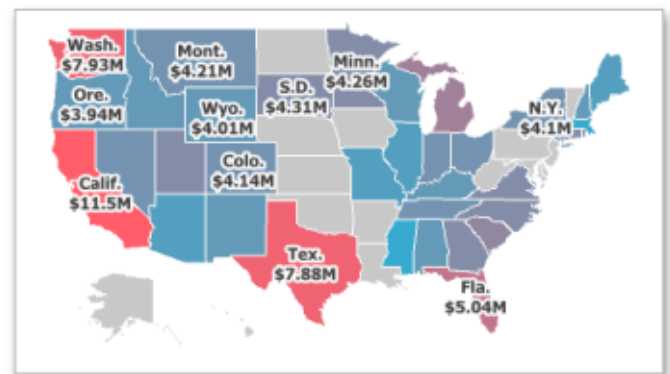 Wash.
$7.93M
Mont.
$4.21M
Minn.
$4.26M
Ore.
$3.94M
S.D.
$4.31M
Wyo.
$4.01M
N.Y.
$4.1M
Colo.
$4.14M
Calif.
$11.5M
Tex.
$7.88M
Fla.
$5.04M